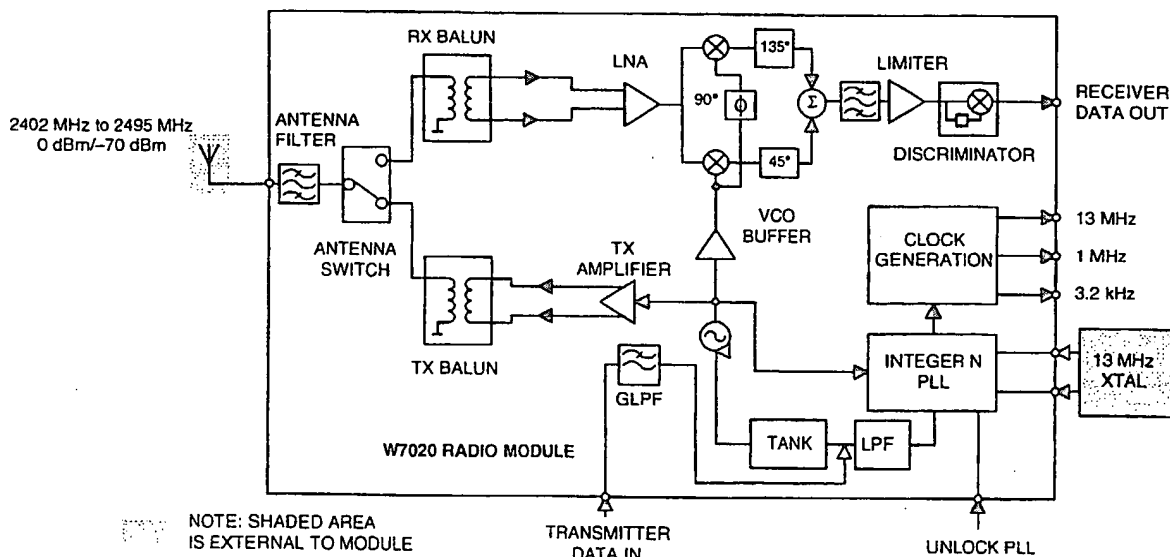 RX BALUN
LNA
135°
LIMITER
90°
ϕ
Σ
RECEIVER
DATA OUT
2402 MHz to 2495 MHz
0 dBm/–70 dBm
ANTENNA
FILTER
DISCRIMINATOR
45°
VCO
BUFFER
ANTENNA
SWITCH
TX
AMPLIFIER
CLOCK
GENERATION
13 MHz
1 MHz
3.2 kHz
TX BALUN
GLPF
INTEGER N
PLL
13 MHz
XTAL
W7020 RADIO MODULE
TANK
LPF
NOTE: SHADED AREA
IS EXTERNAL TO MODULE
TRANSMITTER
DATA IN
UNLOCK PLL